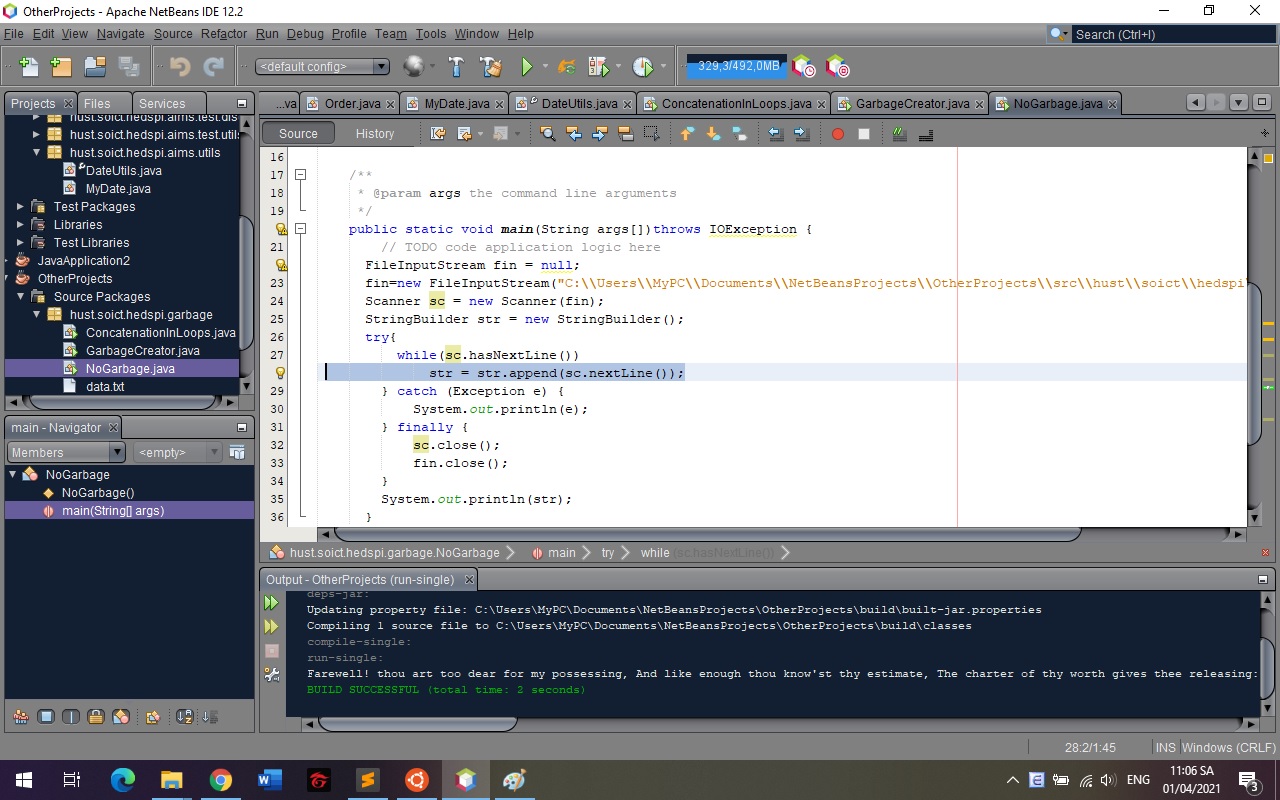 OtherProjects - Apache NetBeans IDE 12.2
File Edit View Navigate Source Refactor Run Debug Profile Team Tools Window Help
Search (Ctrl+I)
<default config>
329,3/492,0MB
Projects Files Services
...va Order.java MyDate.java DateUtils.java ConcatenationInLoops.java GarbageCreator.java NoGarbage.java
Source History
hust.soict.hedspi.aims.test.dis
hust.soict.hedspi.aims.test.utils
hust.soict.hedspi.aims.utils
DateUtils.java
MyDate.java
Test Packages
Libraries
Test Libraries
JavaApplication2
OtherProjects
Source Packages
hust.soict.hedspi.garbage
ConcatenationInLoops.java
GarbageCreator.java
NoGarbage.java
data.txt
16
17 /**
18 * @param args the command line arguments
19 */
public static void main(String args[])throws IOException {
21 // TODO code application logic here
FileInputStream fin = null;
23 fin=new FileInputStream("C:\\Users\\MyPC\\Documents\\NetBeansProjects\\OtherProjects\\src\\hust\\soict\\hedspi
24 Scanner sc = new Scanner(fin);
25 StringBuilder str = new StringBuilder();
26 try{
27 while(sc.hasNextLine())
str = str.append(sc.nextLine());
29 } catch (Exception e) {
30 System.out.println(e);
31 } finally {
32 sc.close();
33 fin.close();
34 }
35 System.out.println(str);
36 }
hust.soict.hedspi.garbage.NoGarbage main try while (sc.hasNextLine())
main - Navigator
Members <empty>
NoGarbage
NoGarbage()
main(String[] args)
Output - OtherProjects (run-single)
deps-jar:
Updating property file: C:\Users\MyPC\Documents\NetBeansProjects\OtherProjects\build\built-jar.properties
Compiling 1 source file to C:\Users\MyPC\Documents\NetBeansProjects\OtherProjects\build\classes
compile-single:
run-single:
Farewell! thou art too dear for my possessing, And like enough thou know'st thy estimate, The charter of thy worth gives thee releasing:
BUILD SUCCESSFUL (total time: 2 seconds)
28:2/1:45 INS Windows (CRLF)
ENG
11:06 SA
01/04/2021
3